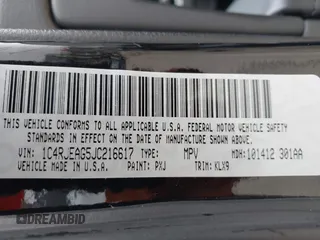 THIS VEHICLE CONFORMS TO ALL APPLICABLE U.S.A. FEDERAL MOTOR VEHICLE
SAFETY STANDARDS IN EFFECT ON THE DATE OF MANUFACTURE SHOWN ABOVE.
VIN: 1C4RJEAG5JC216617 TYPE: MPV MDH: 101412 301AA
VEHICLE MADE IN U.S.A. PAINT: PXJ TRIM: KLX9